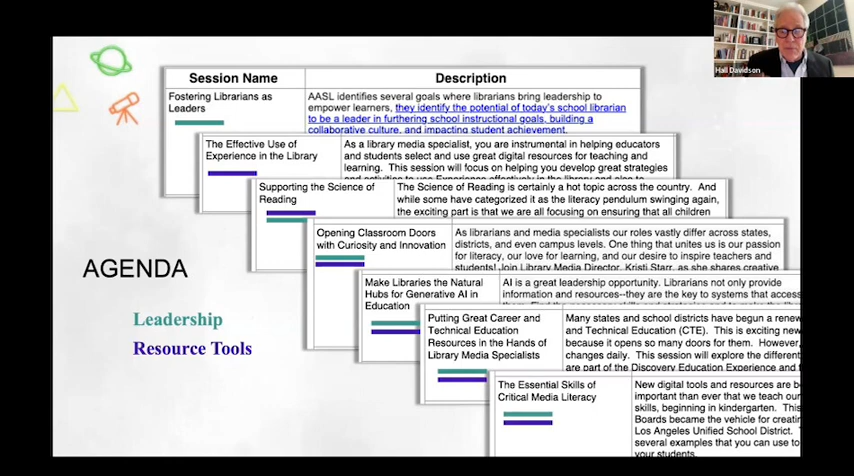 Hall Davidson
Session Name
Description
Fostering Librarians as
Leaders
AASL identifies several goals where librarians bring leadership to
empower learners, they identify the potential of today's school librarian
to be a leader in furthering school instructional goals, building a
collaborative culture, and impacting student achievement.
The Effective Use of
Experience in the Library
As a library media specialist, you are instrumental in helping educators
and students select and use great digital resources for teaching and
learning. This session will focus on helping you develop great strategies
Supporting the Science of
Reading
The Science of Reading is certainly a hot topic across the country. And
while some have categorized it as the literacy pendulum swinging again,
the exciting part is that we are all focusing on ensuring that all children
Opening Classroom Doors
with Curiosity and Innovation
As librarians and media specialists our roles vastly differ across states,
districts, and even campus levels. One thing that unites us is our passion
for literacy, our love for learning, and our desire to inspire teachers and
students! Join Library Media Director, Kristi Starr, as she shares creative
Make Libraries the Natural
Hubs for Generative AI in
Education
AI is a great leadership opportunity. Librarians not only provide
information and resources--they are the key to systems that access
Putting Great Career and
Technical Education
Resources in the Hands of
Library Media Specialists
Many states and school districts have begun a renew
and Technical Education (CTE). This is exciting new
because it opens so many doors for them. However,
changes daily. This session will explore the different
are part of the Discovery Education Experience and
The Essential Skills of
Critical Media Literacy
New digital tools and resources are b
important than ever that we teach our
skills, beginning in kindergarten. This
Boards became the vehicle for creatin
Los Angeles Unified School District.
several examples that you can use to
your students.
AGENDA
Leadership
Resource Tools